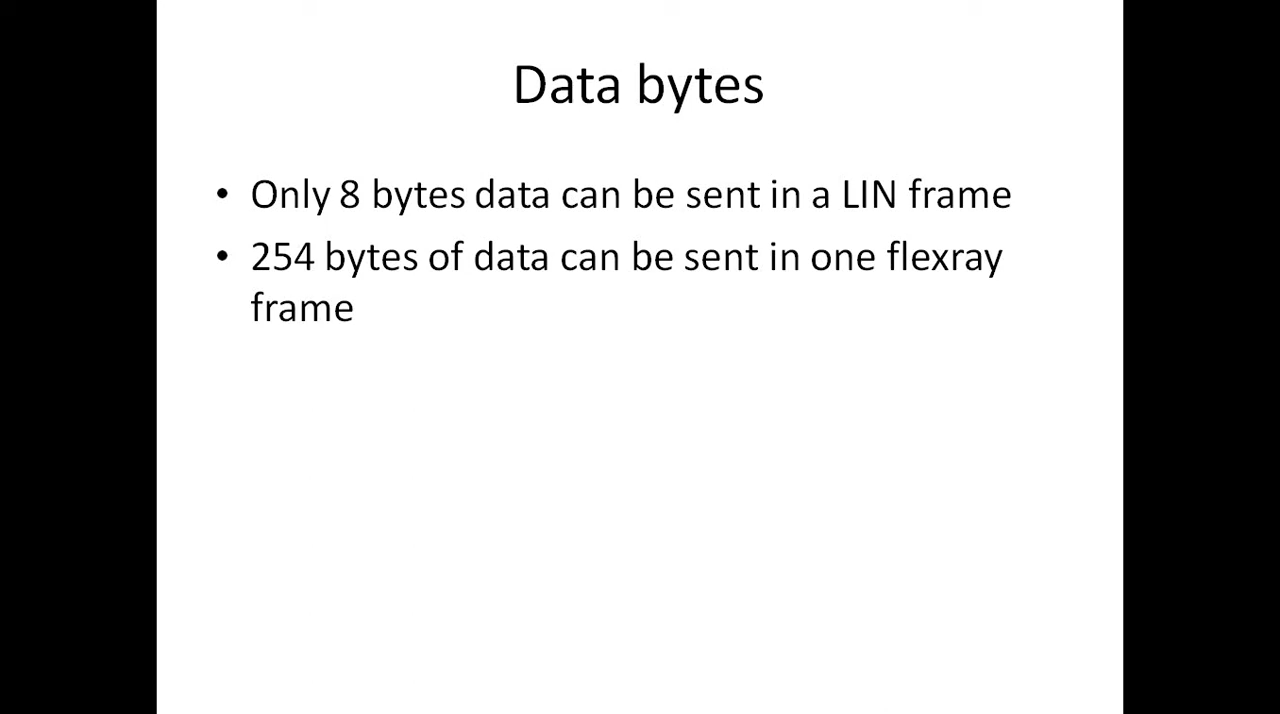 Data bytes
• Only 8 bytes data can be sent in a LIN frame
• 254 bytes of data can be sent in one flexray
frame